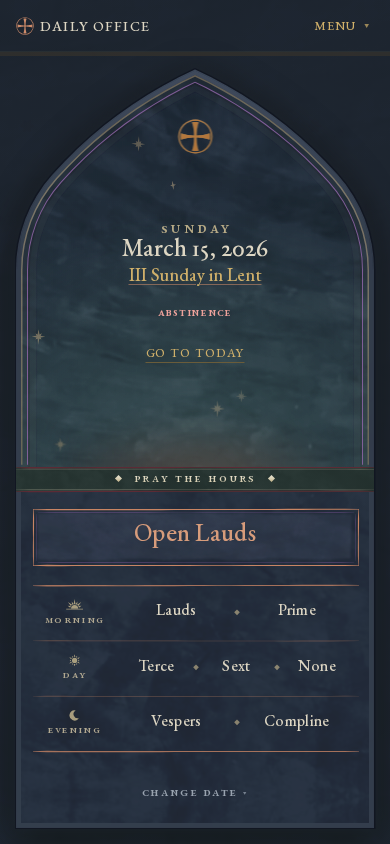 DAILY OFFICE
MENU
SUNDAY
March 15, 2026
III Sunday in Lent
ABSTINENCE
GO TO TODAY
PRAY THE HOURS
Open Lauds
MORNING
Lauds
Prime
DAY
Terce
Sext
None
EVENING
Vespers
Compline
CHANGE DATE